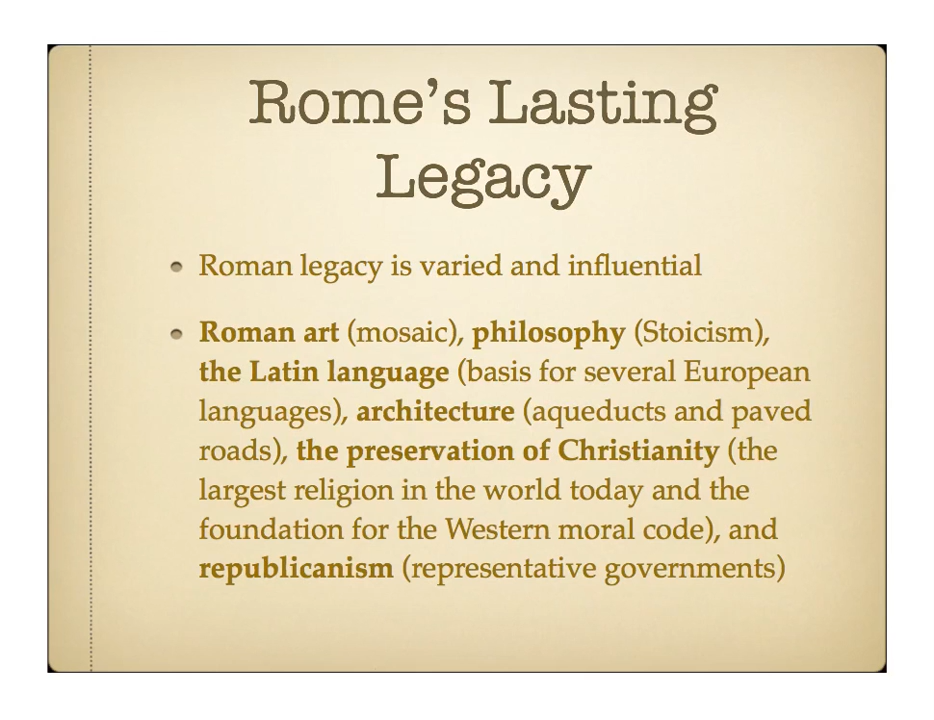 Rome’s Lasting
Legacy
• Roman legacy is varied and influential
• Roman art (mosaic), philosophy (Stoicism),
the Latin language (basis for several European
languages), architecture (aqueducts and paved
roads), the preservation of Christianity (the
largest religion in the world today and the
foundation for the Western moral code), and
republicanism (representative governments)